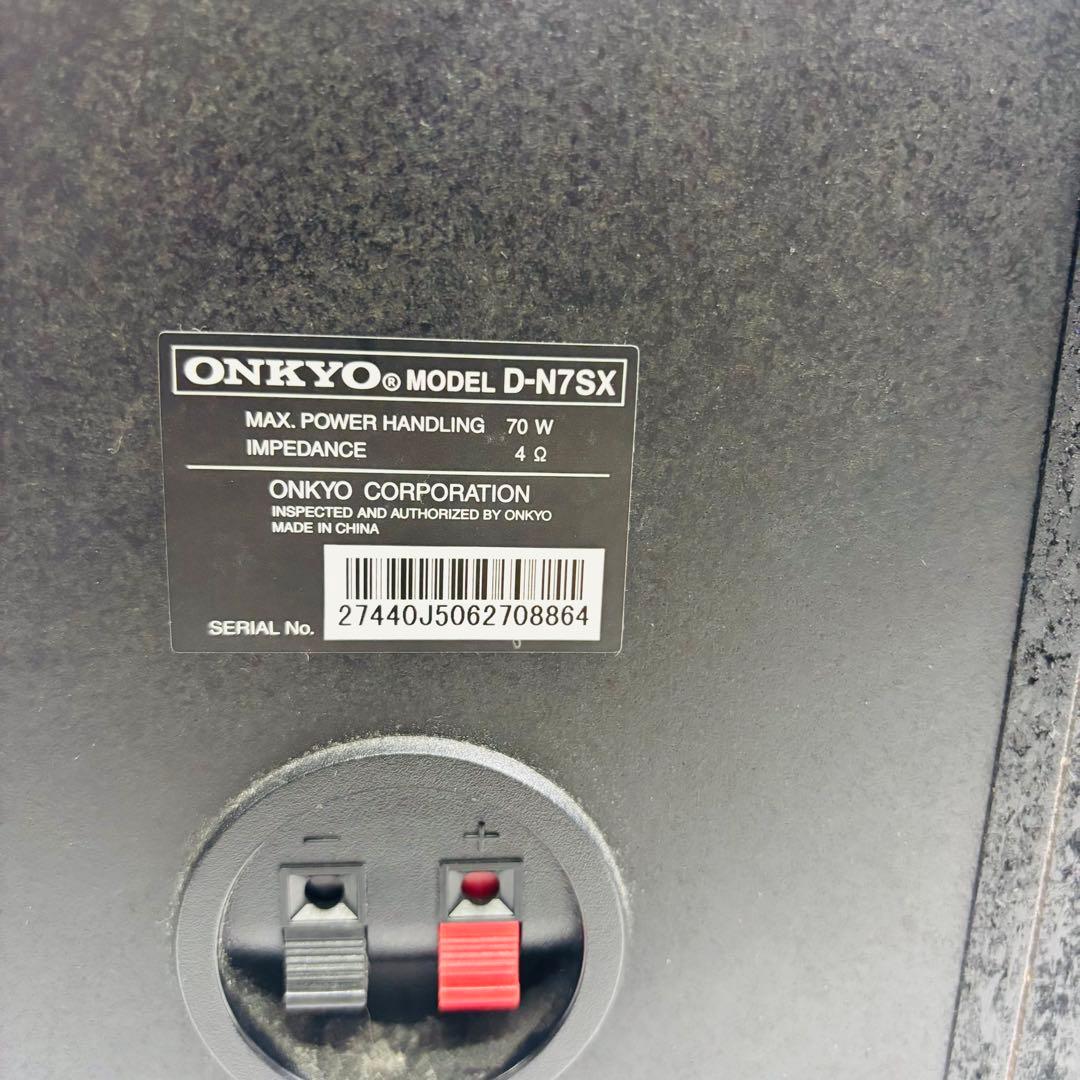 ONKYO® MODEL D-N7SX
MAX. POWER HANDLING 70 W
IMPEDANCE 4 Ω
ONKYO CORPORATION
INSPECTED AND AUTHORIZED BY ONKYO
MADE IN CHINA
27440J5062708864
SERIAL No.
− +